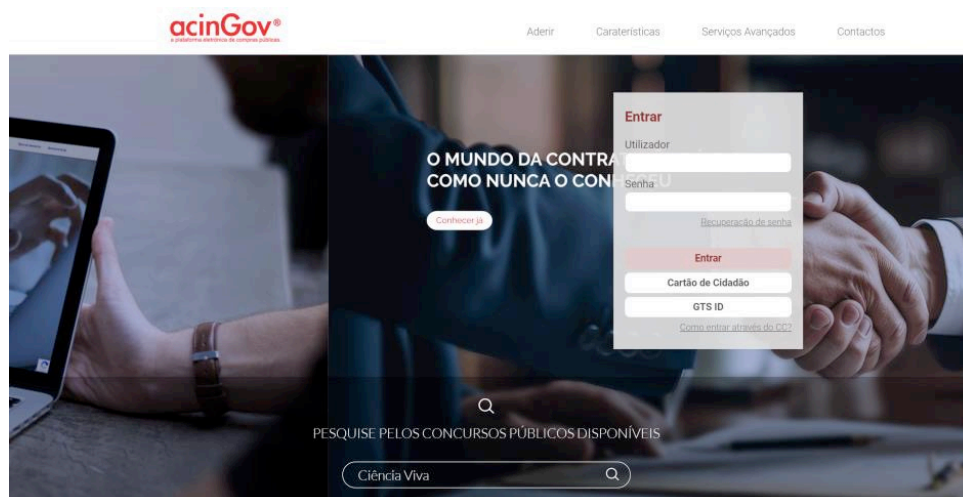 acinGov®
a plataforma eletrónica de compras públicas
Aderir
Caraterísticas
Serviços Avançados
Contactos
O MUNDO DA CONTRA
COMO NUNCA O CONHECEU
Conhecer já
Entrar
Utilizador
Senha
Recuperação de senha
Entrar
Cartão de Cidadão
GTS ID
Como entrar através do CC?
PESQUISE PELOS CONCURSOS PÚBLICOS DISPONÍVEIS
Ciência Viva